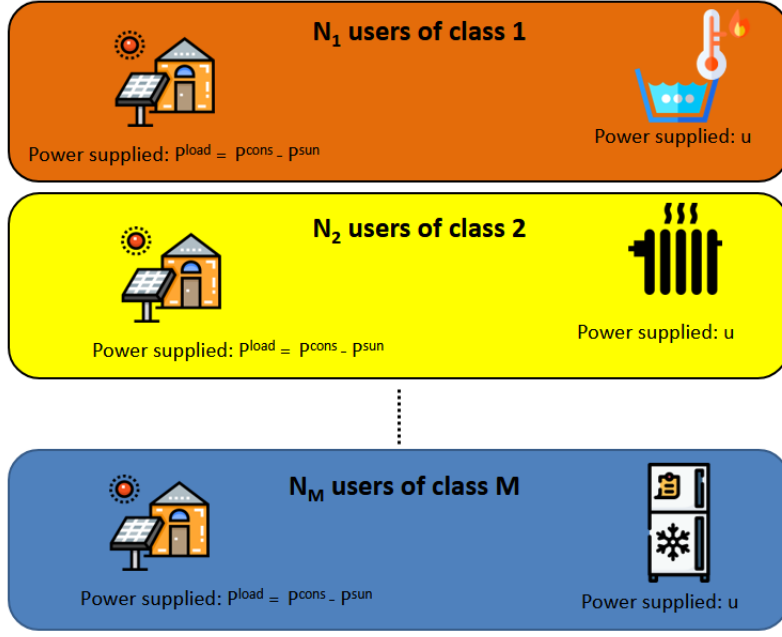 N₁ users of class 1
Power supplied: u
Power supplied: Pˡᵒᵃᵈ = Pᶜᵒⁿˢ - Pˢᵘⁿ
N₂ users of class 2
Power supplied: u
Power supplied: Pˡᵒᵃᵈ = Pᶜᵒⁿˢ - Pˢᵘⁿ
N_M users of class M
Power supplied: Pˡᵒᵃᵈ = Pᶜᵒⁿˢ - Pˢᵘⁿ
Power supplied: u